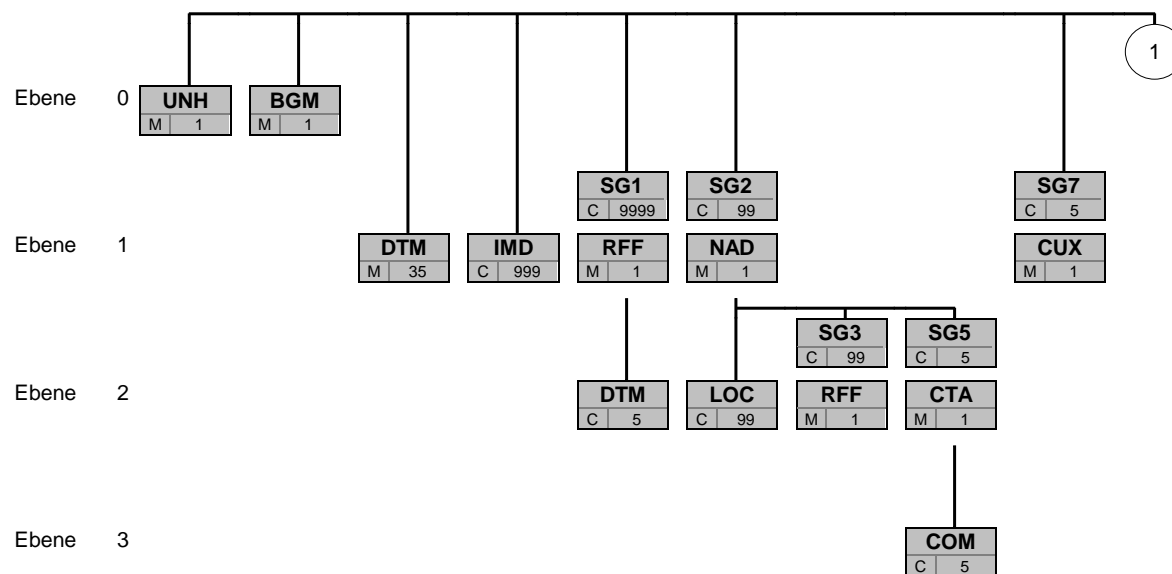 1
Ebene 0 UNH BGM
M 1 M 1
SG1 SG2 SG7
C 9999 C 99 C 5
Ebene 1 DTM IMD RFF NAD CUX
M 35 C 999 M 1 M 1 M 1
SG3 SG5
C 99 C 5
Ebene 2 DTM LOC RFF CTA
C 5 C 99 M 1 M 1
Ebene 3 COM
C 5